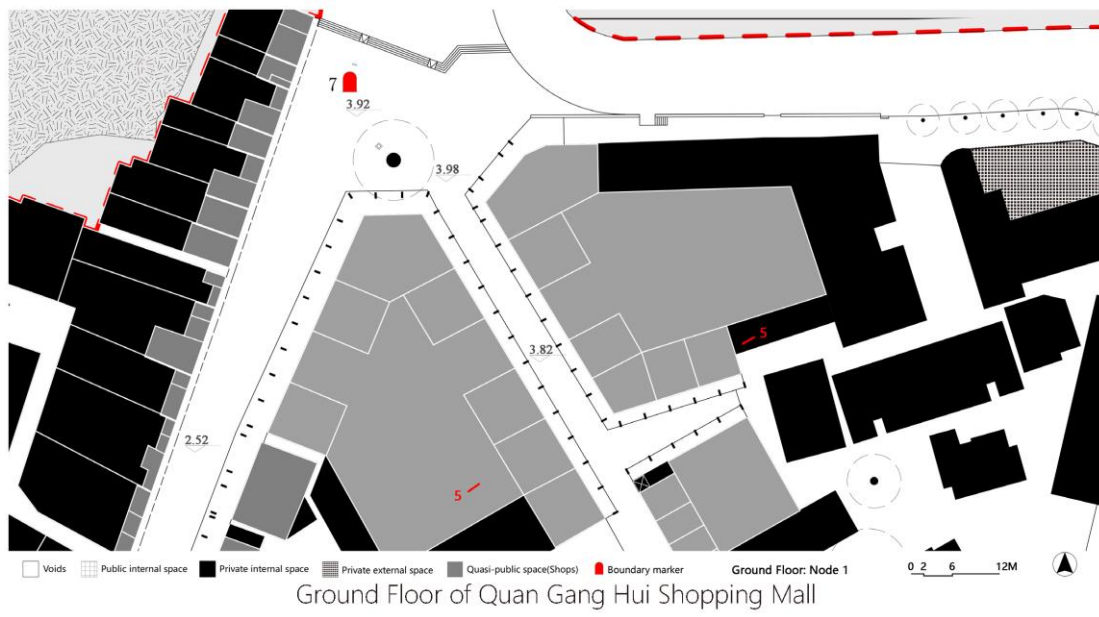 7
3.92
3.98
3.82
5
2.52
5
Voids
Public internal space
Private internal space
Private external space
Quasi-public space(Shops)
Boundary marker
Ground Floor: Node 1
0 2 6 12M
Ground Floor of Quan Gang Hui Shopping Mall